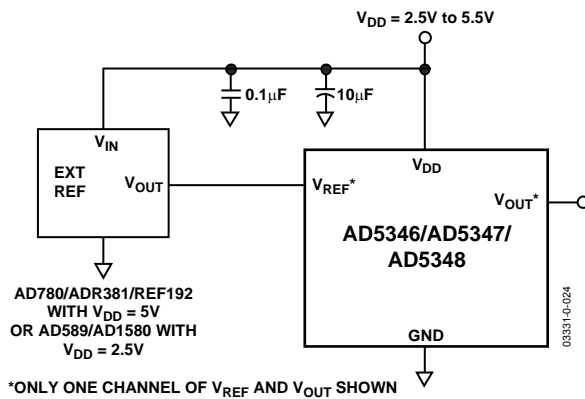 V_DD = 2.5V to 5.5V
0.1µF
10µF
V_IN
EXT
REF
V_OUT
V_REF*
V_DD
V_OUT*
AD5346/AD5347/
AD5348
GND
AD780/ADR381/REF192
WITH V_DD = 5V
OR AD589/AD1580 WITH
V_DD = 2.5V
03331-0-024
*ONLY ONE CHANNEL OF V_REF AND V_OUT SHOWN